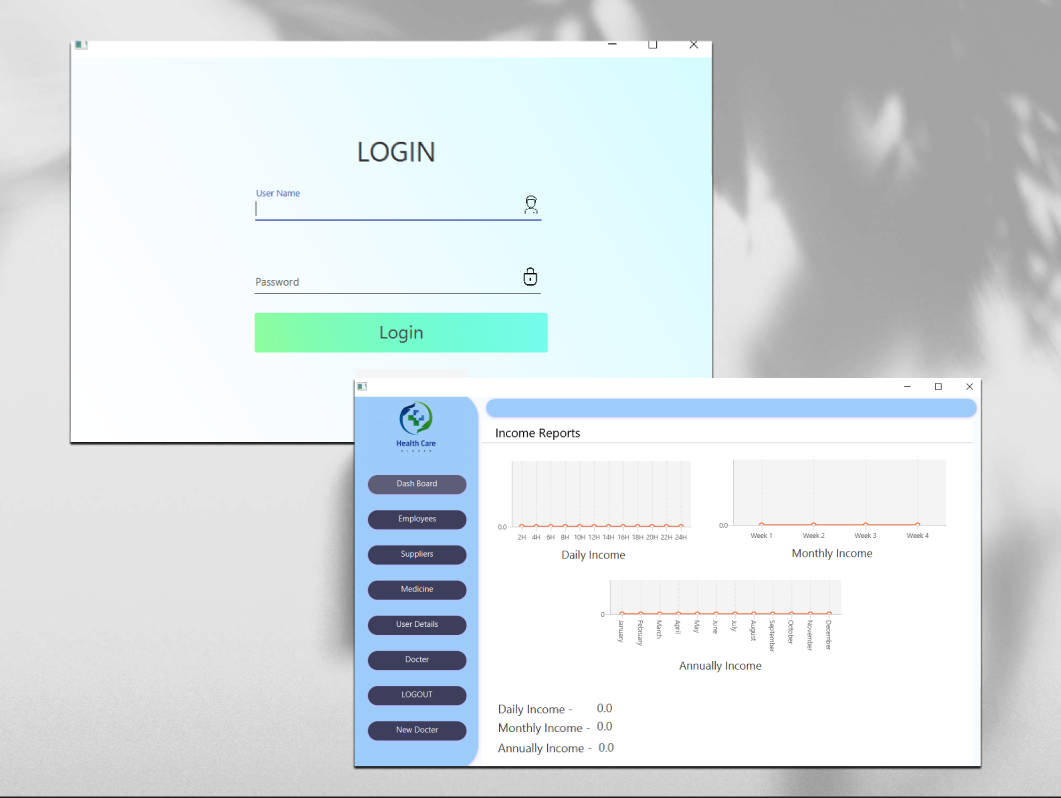 LOGIN
User Name
Password
Login
Health Care
Dash Board
Employees
Suppliers
Medicine
User Details
Docter
LOGOUT
New Docter
Income Reports
0.0
2H 4H 6H 8H 10H 12H 14H 16H 18H 20H 22H 24H
Daily Income
0.0
Week 1 Week 2 Week 3 Week 4
Monthly Income
0
January February March April May June July August September October November December
Annually Income
Daily Income - 0.0
Monthly Income - 0.0
Annually Income - 0.0